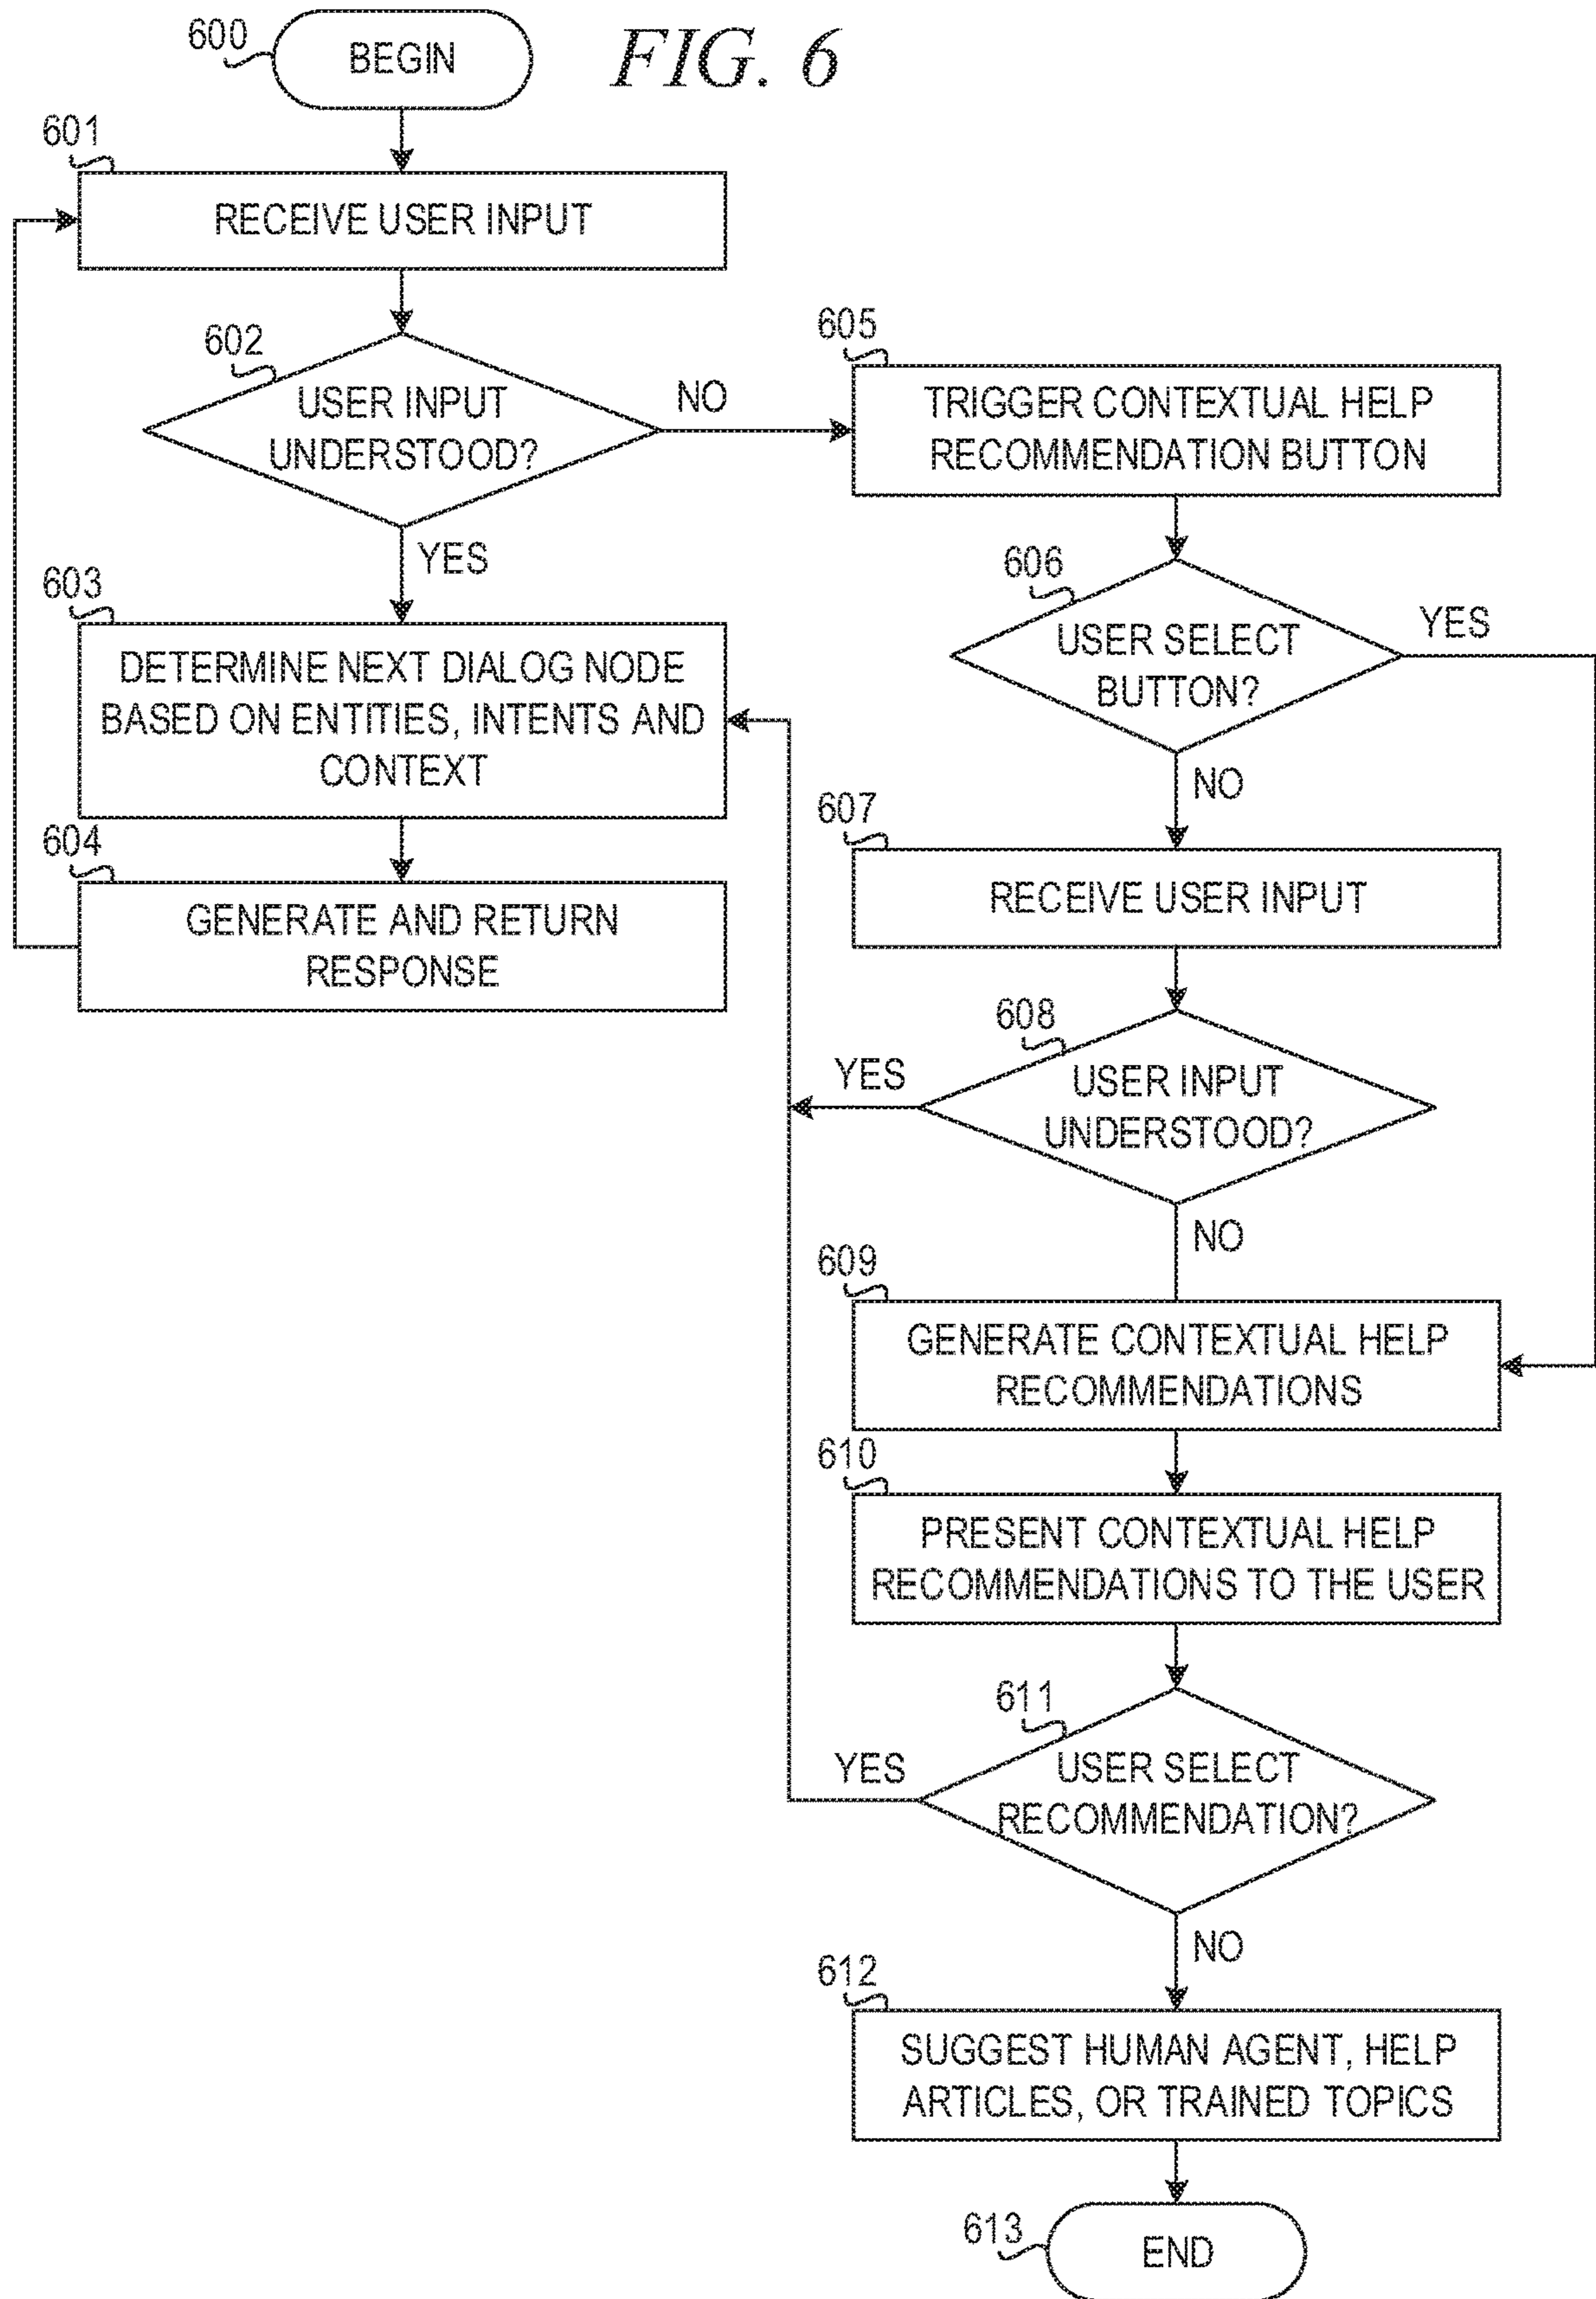 600
BEGIN
FIG. 6
601
RECEIVE USER INPUT
602
USER INPUT
UNDERSTOOD?
NO
YES
603
DETERMINE NEXT DIALOG NODE
BASED ON ENTITIES, INTENTS AND
CONTEXT
604
GENERATE AND RETURN
RESPONSE
605
TRIGGER CONTEXTUAL HELP
RECOMMENDATION BUTTON
606
USER SELECT
BUTTON?
YES
NO
607
RECEIVE USER INPUT
608
USER INPUT
UNDERSTOOD?
YES
NO
609
GENERATE CONTEXTUAL HELP
RECOMMENDATIONS
610
PRESENT CONTEXTUAL HELP
RECOMMENDATIONS TO THE USER
611
USER SELECT
RECOMMENDATION?
YES
NO
612
SUGGEST HUMAN AGENT, HELP
ARTICLES, OR TRAINED TOPICS
613
END